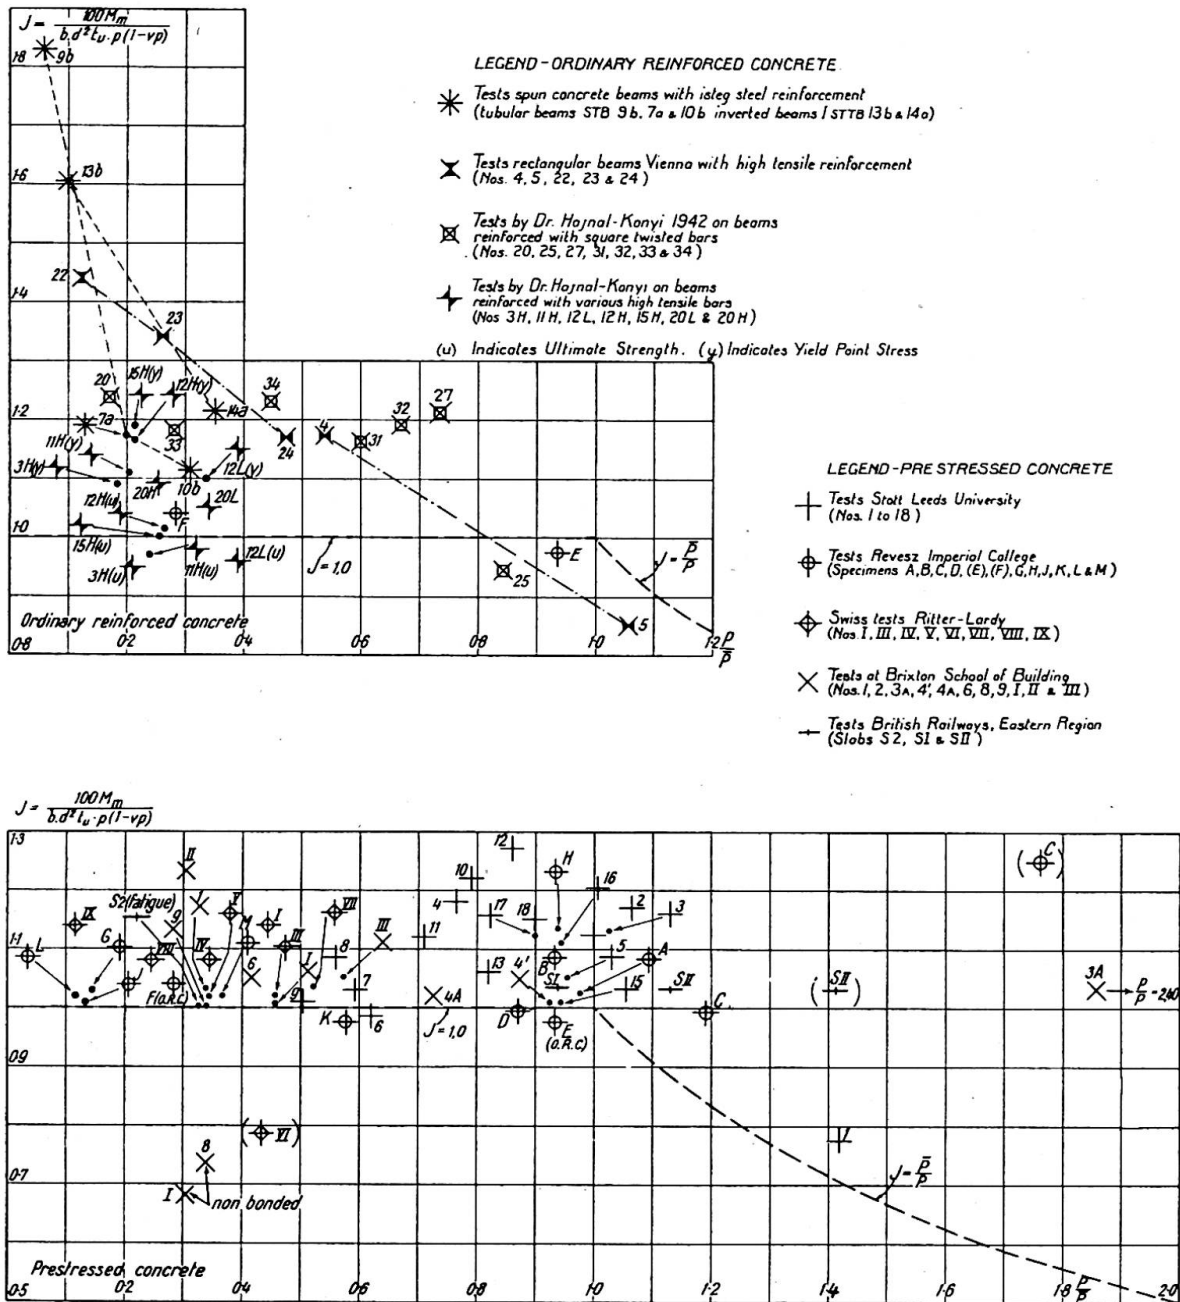 J = 100 M_m / b.d² t_u . p(1-vp)
1·8
9b
1·6
13b
22
1·4
23
15H(y)
12H(y)
20
34
27
32
1·2
7a
14a
4
33
24
31
11H(y)
3H(y)
12L(y)
20H
10b
20L
12H(u)
F
1·0
15H(u)
12L(u)
E
3H(u)
11H(u)
J = 1,0
25
J = p̄/p
5
Ordinary reinforced concrete
0·8
0·2
0·4
0·6
0·8
1·0
1·2
p/p̄
LEGEND – ORDINARY REINFORCED CONCRETE
Tests spun concrete beams with isteg steel reinforcement
(tubular beams STB 9b, 7a & 10b inverted beams I STTB 13b & 14a)
Tests rectangular beams Vienna with high tensile reinforcement
(Nos. 4, 5, 22, 23 & 24)
Tests by Dr. Hajnal-Konyi 1942 on beams
reinforced with square twisted bars
(Nos. 20, 25, 27, 31, 32, 33 & 34)
Tests by Dr. Hajnal-Konyi on beams
reinforced with various high tensile bars
(Nos 3H, 11H, 12L, 12H, 15H, 20L & 20H)
(u) Indicates Ultimate Strength. (y) Indicates Yield Point Stress
LEGEND – PRESTRESSED CONCRETE
Tests Stott Leeds University
(Nos. 1 to 18)
Tests Revesz Imperial College
(Specimens A, B, C, D, (E), (F), G, H, J, K, L & M)
Swiss tests Ritter-Lardy
(Nos. I, III, IV, V, VI, VII, VIII, IX)
Tests at Brixton School of Building
(Nos. 1, 2, 3A, 4', 4A, 6, 8, 9, I, II & III)
Tests British Railways, Eastern Region
(Slabs S2, SI & SII)
J = 100 M_m / b.d² t_u . p(1-vp)
1·3
II
12
H
C
10
16
S2 (fatigue)
1
V
VII
4
17
2
3
IX
9
I
18
M
III
11
1·1
L
G
VIII
IV
III
8
5
A
B
6
I
13
4'
SI
15
SII
(SII)
3A
p/p̄ = 2,40
F (O.R.C)
7
4A
9
K
6
J = 1,0
D
E
(O.R.C)
C
0·9
(VI)
8
1
0·7
I
non bonded
J = p̄/p
Prestressed concrete
0·5
0·2
0·4
0·6
0·8
1·0
1·2
1·4
1·6
1·8
p/p̄
2·0